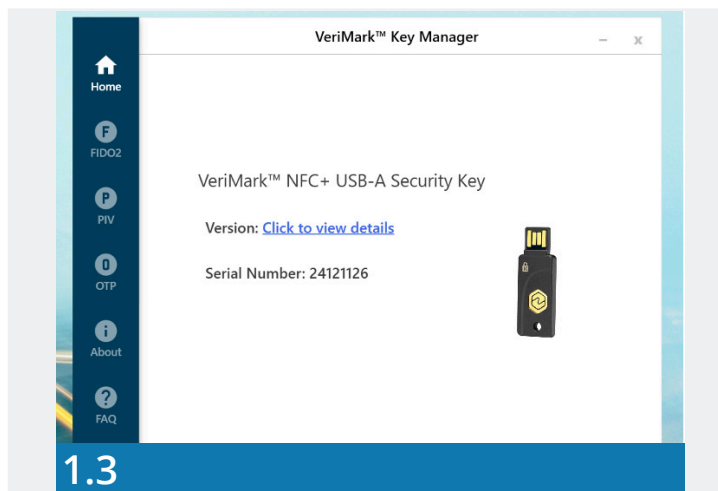 VeriMark™ Key Manager
Home
FIDO2
PIV
OTP
About
FAQ
VeriMark™ NFC+ USB-A Security Key
Version: Click to view details
Serial Number: 24121126
1.3